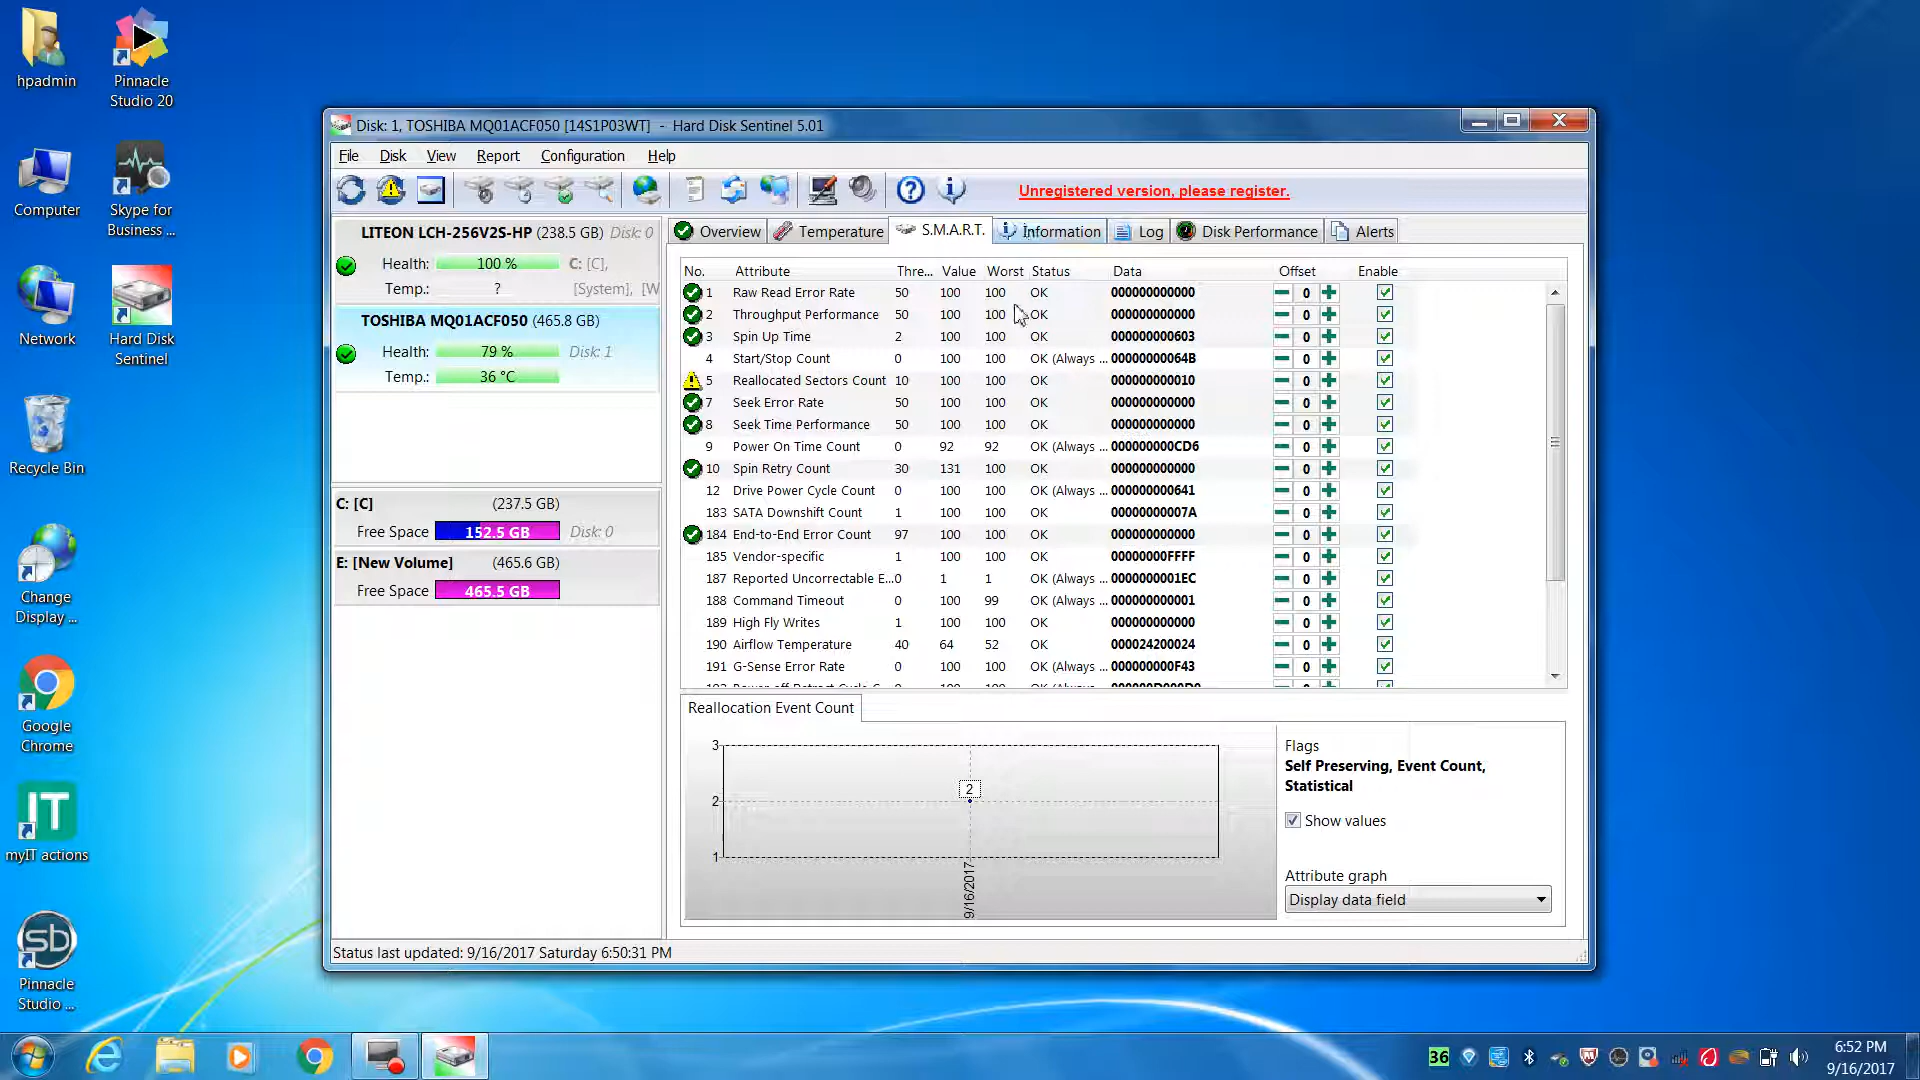 hpadmin
Pinnacle
Studio 20
Computer
Skype for
Business ...
Network
Hard Disk
Sentinel
Recycle Bin
Change
Display ...
Google
Chrome
IT
myIT actions
sb
Pinnacle
Studio ...
Disk: 1, TOSHIBA MQ01ACF050 [14S1P03WT] - Hard Disk Sentinel 5.01
File Disk View Report Configuration Help
Unregistered version, please register.
LITEON LCH-256V2S-HP (238.5 GB) Disk: 0
Health: 100 % C: [C],
Temp.: ? [System], [W
TOSHIBA MQ01ACF050 (465.8 GB)
Health: 79 % Disk: 1
Temp.: 36 °C
C: [C] (237.5 GB)
Free Space 152.5 GB Disk: 0
E: [New Volume] (465.6 GB)
Free Space 465.5 GB
Overview Temperature S.M.A.R.T. Information Log Disk Performance Alerts
No. Attribute Thre... Value Worst Status Data Offset Enable
1 Raw Read Error Rate 50 100 100 OK 000000000000 0
2 Throughput Performance 50 100 100 OK 000000000000 0
3 Spin Up Time 2 100 100 OK 000000000603 0
4 Start/Stop Count 0 100 100 OK (Always ... 00000000064B 0
5 Reallocated Sectors Count 10 100 100 OK 000000000010 0
7 Seek Error Rate 50 100 100 OK 000000000000 0
8 Seek Time Performance 50 100 100 OK 000000000000 0
9 Power On Time Count 0 92 92 OK (Always ... 000000000CD6 0
10 Spin Retry Count 30 131 100 OK 000000000000 0
12 Drive Power Cycle Count 0 100 100 OK (Always ... 000000000641 0
183 SATA Downshift Count 1 100 100 OK 00000000007A 0
184 End-to-End Error Count 97 100 100 OK 000000000000 0
185 Vendor-specific 1 100 100 OK 00000000FFFF 0
187 Reported Uncorrectable E... 0 1 1 OK (Always ... 0000000001EC 0
188 Command Timeout 0 100 99 OK (Always ... 000000000001 0
189 High Fly Writes 1 100 100 OK 000000000000 0
190 Airflow Temperature 40 64 52 OK 000024200024 0
191 G-Sense Error Rate 0 100 100 OK (Always ... 000000000F43 0
Reallocation Event Count
3
2
2
1
9/16/2017
Flags
Self Preserving, Event Count,
Statistical
Show values
Attribute graph
Display data field
Status last updated: 9/16/2017 Saturday 6:50:31 PM
36
6:52 PM
9/16/2017